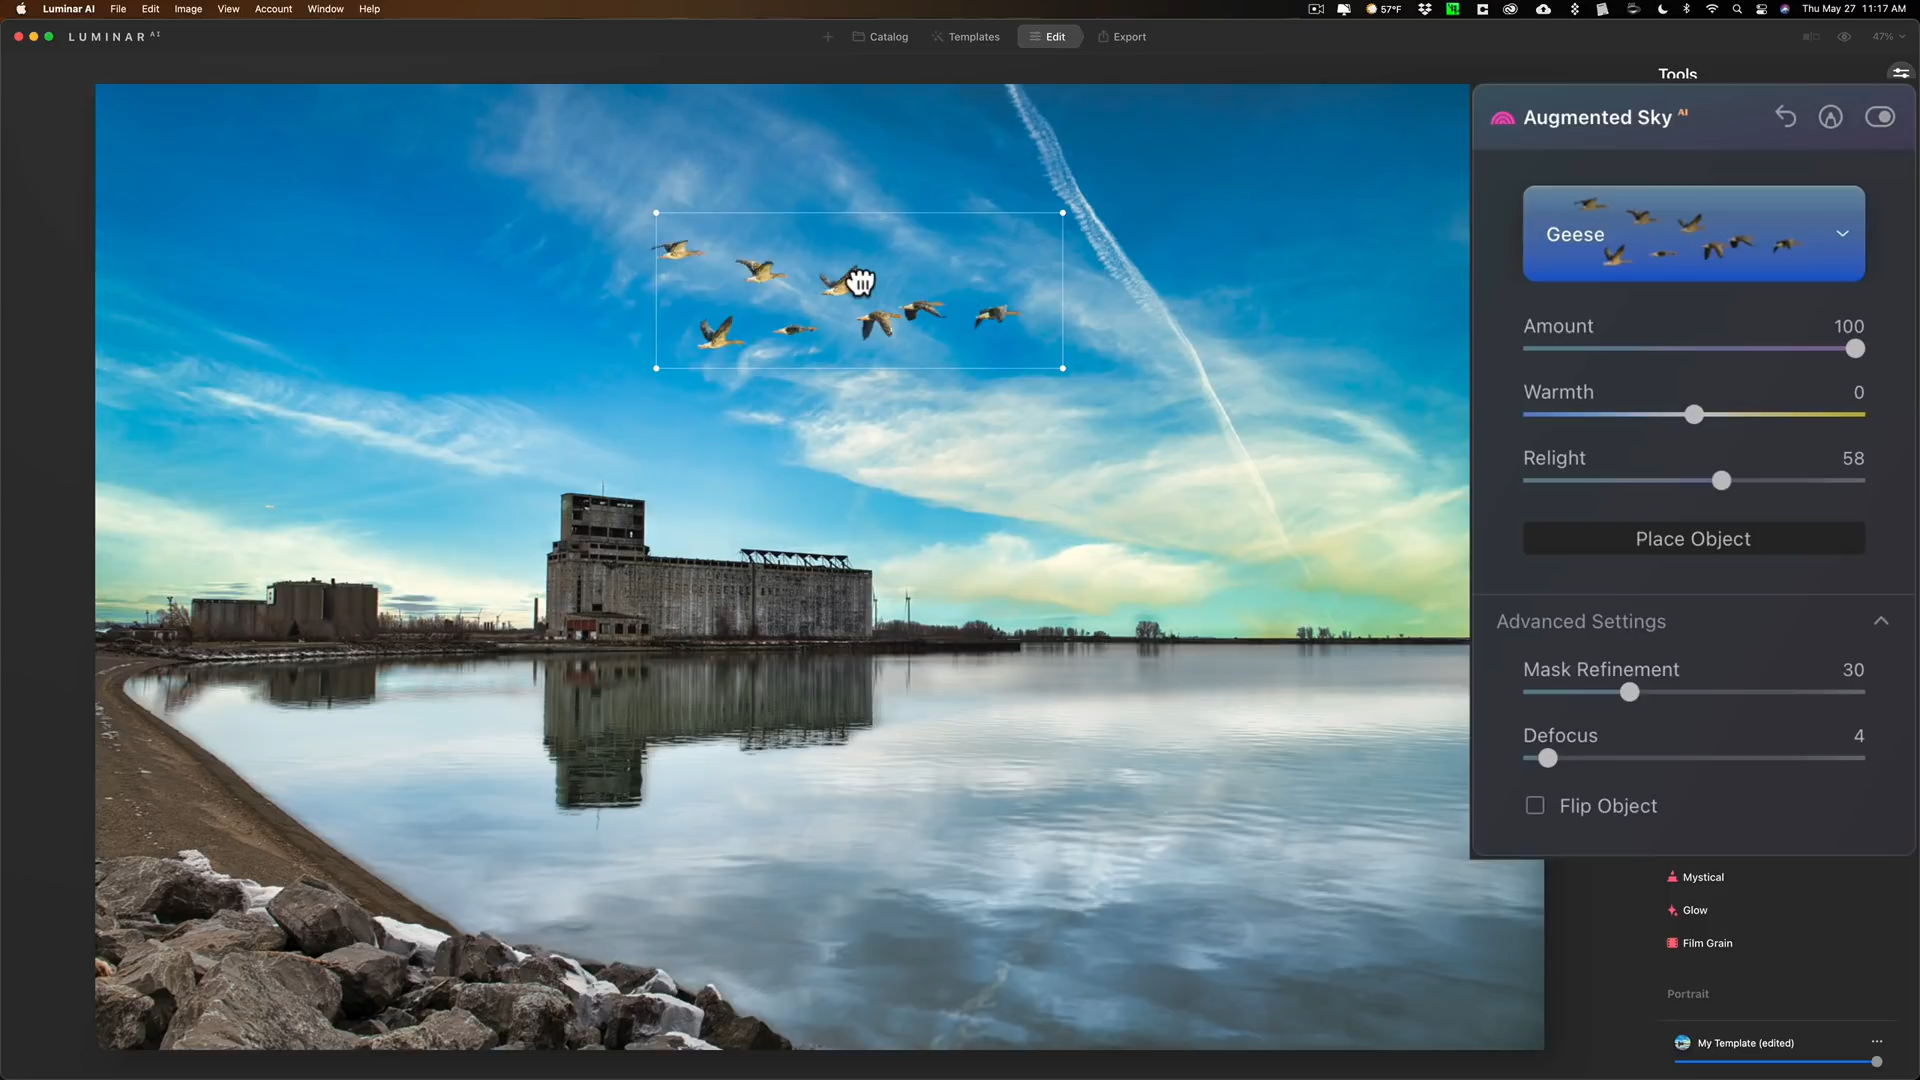 Luminar AI File Edit Image View Account Window Help
57°F Thu May 27 11:17 AM
LUMINAR AI
Catalog Templates Edit Export
47%
Tools
Augmented Sky AI
Geese
Amount 100
Warmth 0
Relight 58
Place Object
Advanced Settings
Mask Refinement 30
Defocus 4
Flip Object
Mystical
Glow
Film Grain
Portrait
My Template (edited)